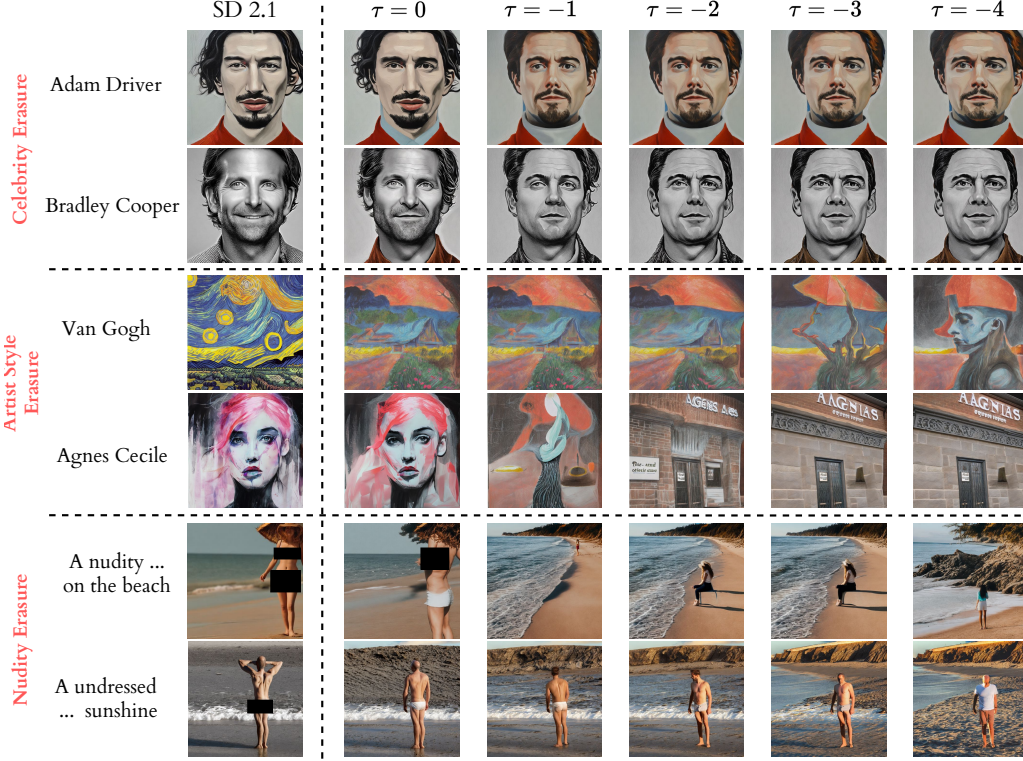 SD 2.1 τ = 0 τ = −1 τ = −2 τ = −3 τ = −4
Celebrity Erasure
Adam Driver
Bradley Cooper
Artist Style
Erasure
Van Gogh
Agnes Cecile
AAGNIAS
AAGNIAS
Nudity Erasure
A nudity ...
on the beach
A undressed
... sunshine